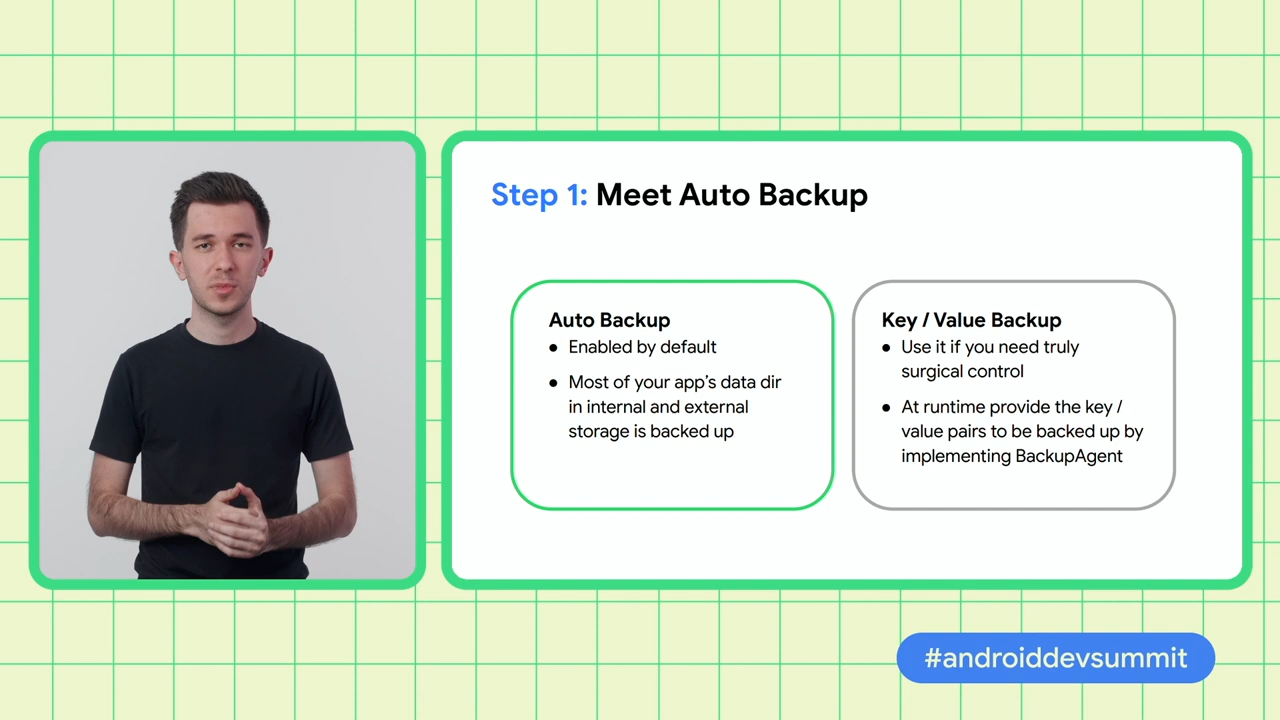 Step 1: Meet Auto Backup
Auto Backup
● Enabled by default
● Most of your app’s data dir
in internal and external
storage is backed up
Key / Value Backup
● Use it if you need truly
surgical control
● At runtime provide the key /
value pairs to be backed up by
implementing BackupAgent
#androiddevsummit